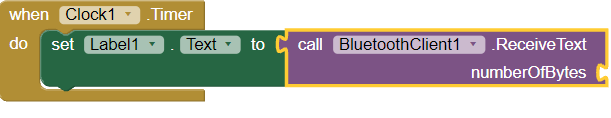 when Clock1 .Timer
do set Label1 . Text to call BluetoothClient1 .ReceiveText
numberOfBytes